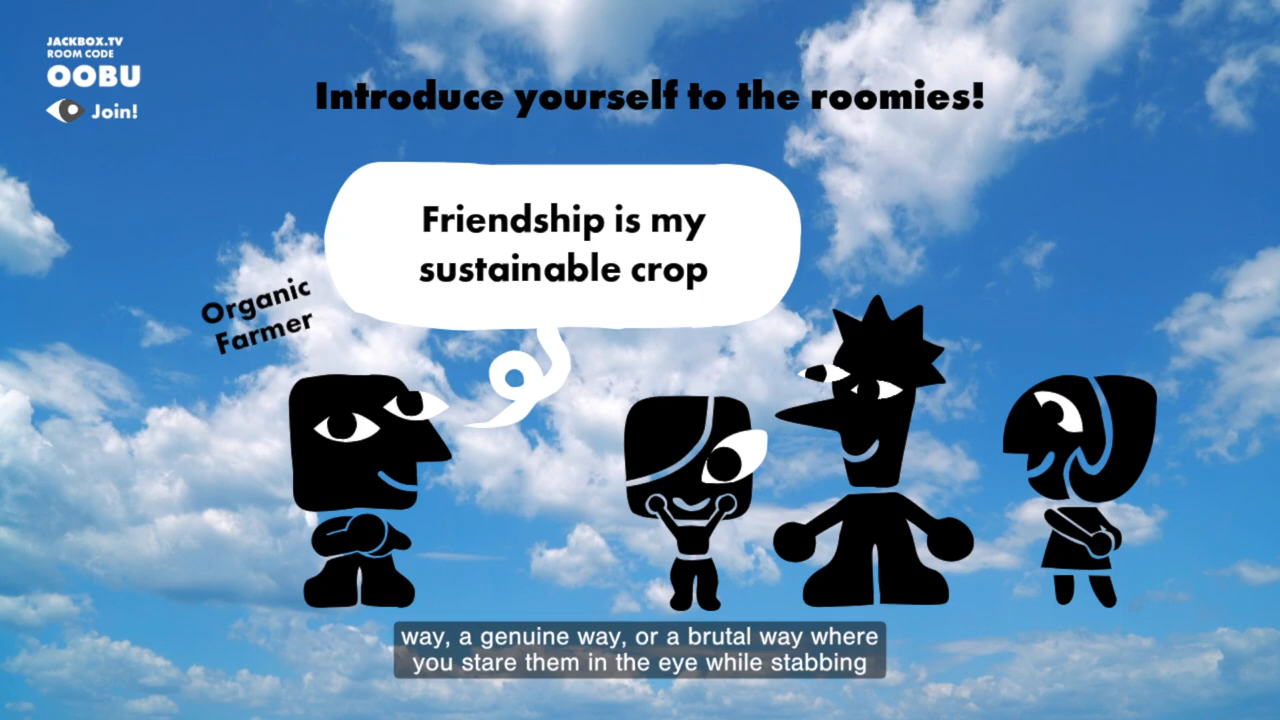 JACKBOX.TV
ROOM CODE
OOBU
Join!
Introduce yourself to the roomies!
Friendship is my
sustainable crop
Organic
Farmer
way, a genuine way, or a brutal way where
you stare them in the eye while stabbing